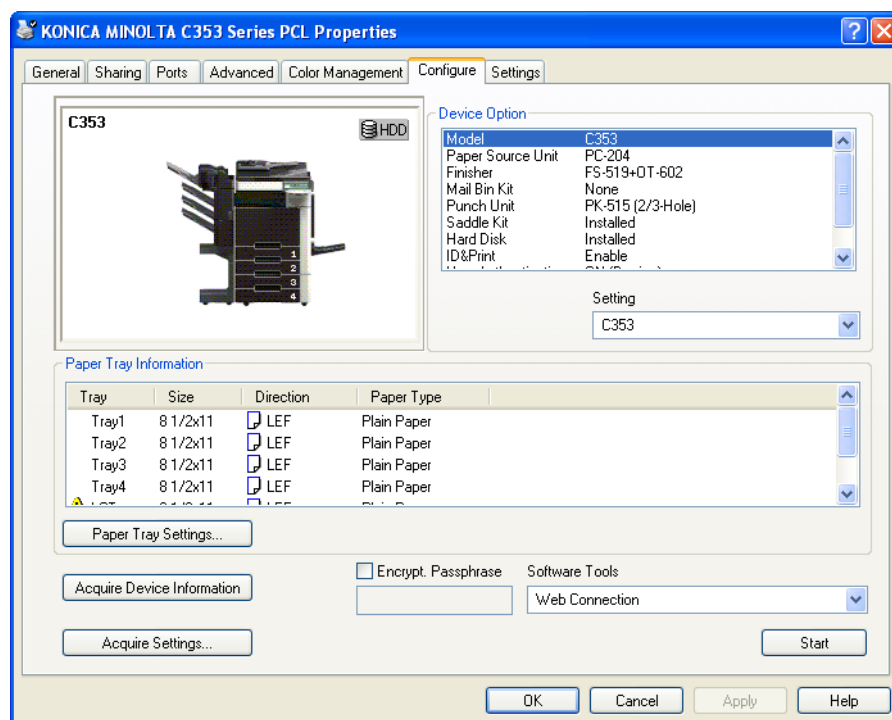 KONICA MINOLTA C353 Series PCL Properties
General Sharing Ports Advanced Color Management Configure Settings
C353
HDD
1
2
3
4
Device Option
Model C353
Paper Source Unit PC-204
Finisher FS-519+OT-602
Mail Bin Kit None
Punch Unit PK-515 (2/3-Hole)
Saddle Kit Installed
Hard Disk Installed
ID&Print Enable
Setting
C353
Paper Tray Information
Tray Size Direction Paper Type
Tray1 8 1/2x11 LEF Plain Paper
Tray2 8 1/2x11 LEF Plain Paper
Tray3 8 1/2x11 LEF Plain Paper
Tray4 8 1/2x11 LEF Plain Paper
Paper Tray Settings...
Acquire Device Information
Encrypt. Passphrase
Software Tools
Web Connection
Acquire Settings...
Start
OK Cancel Apply Help